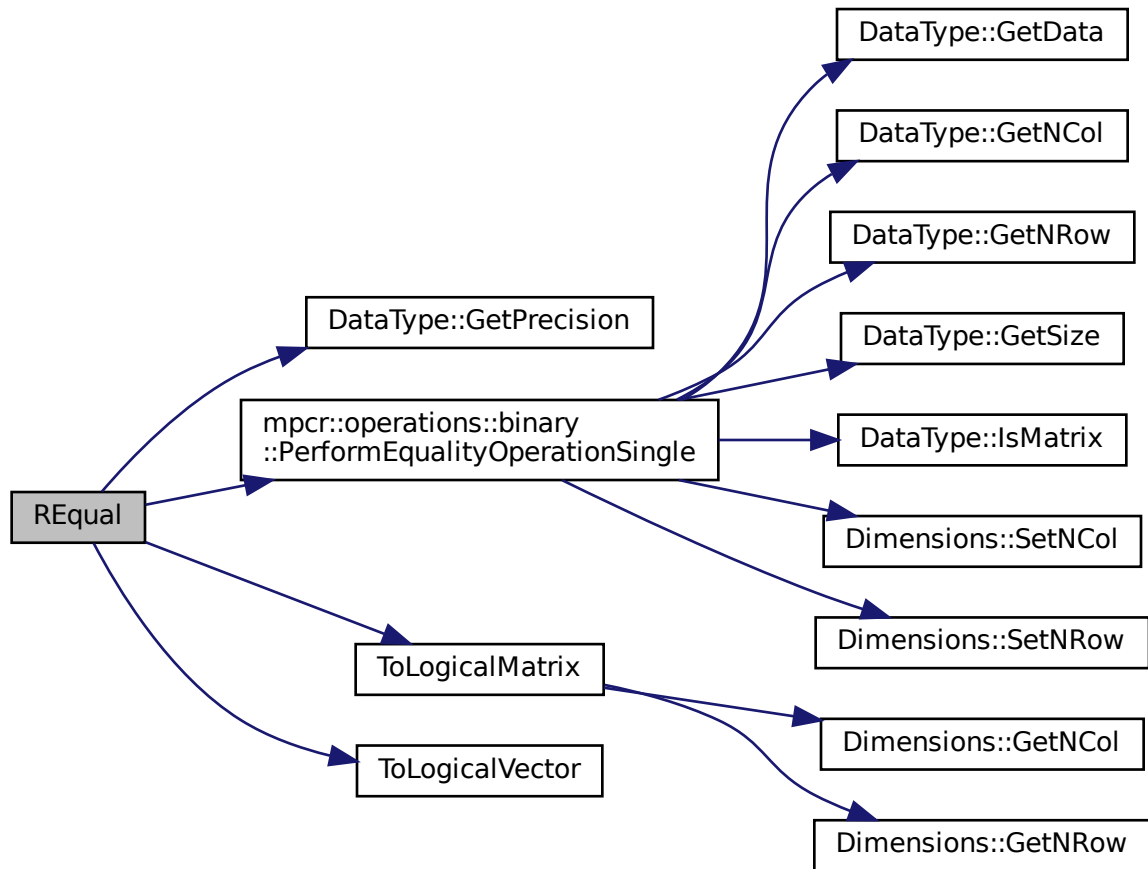 DataType::GetData
DataType::GetNCol
DataType::GetNRow
DataType::GetPrecision
DataType::GetSize
mpcr::operations::binary
::PerformEqualityOperationSingle
DataType::IsMatrix
REqual
Dimensions::SetNCol
Dimensions::SetNRow
ToLogicalMatrix
Dimensions::GetNCol
ToLogicalVector
Dimensions::GetNRow